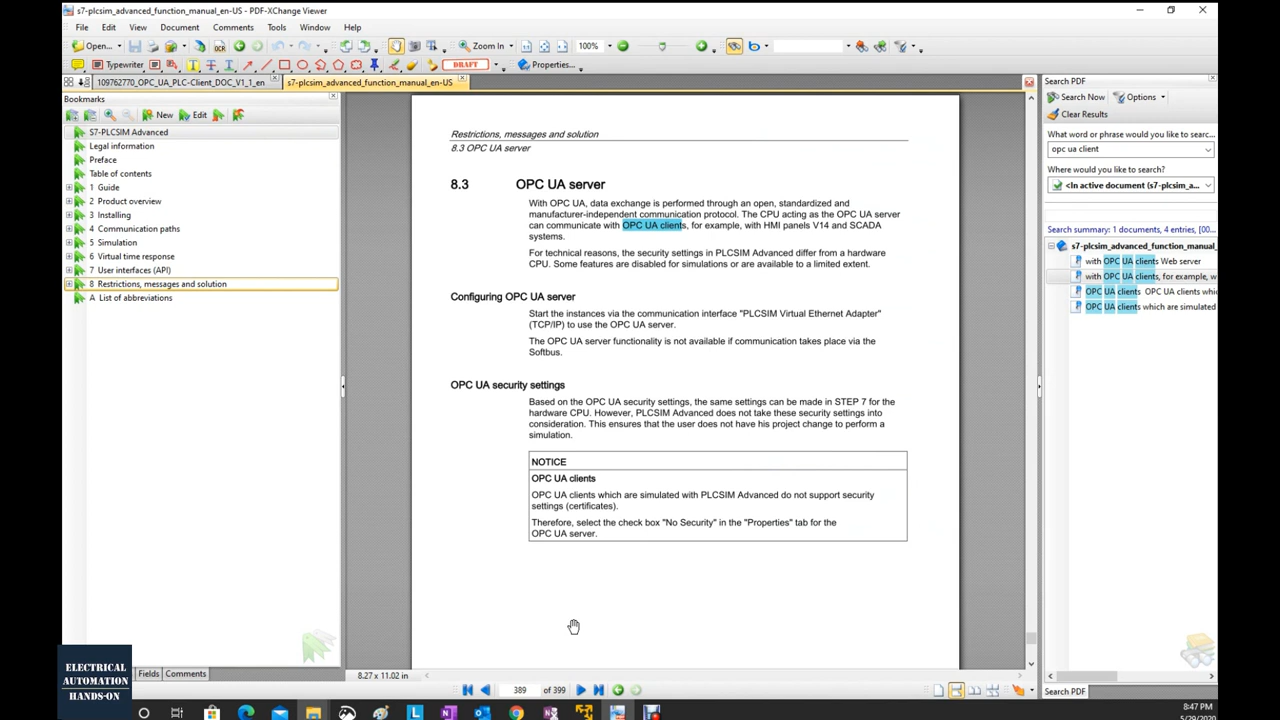 s7-plcsim_advanced_function_manual_en-US - PDF-XChange Viewer
File Edit View Document Comments Tools Window Help
Open... OCR Zoom In 100%
Typewriter DRAFT Properties...
109762770_OPC_UA_PLC-Client_DOC_V1_1_en s7-plcsim_advanced_function_manual_en-US
Bookmarks
New Edit
S7-PLCSIM Advanced
Legal information
Preface
Table of contents
1 Guide
2 Product overview
3 Installing
4 Communication paths
5 Simulation
6 Virtual time response
7 User interfaces (API)
8 Restrictions, messages and solution
A List of abbreviations
Restrictions, messages and solution
8.3 OPC UA server
8.3 OPC UA server
With OPC UA, data exchange is performed through an open, standardized and
manufacturer-independent communication protocol. The CPU acting as the OPC UA server
can communicate with OPC UA clients, for example, with HMI panels V14 and SCADA
systems.
For technical reasons, the security settings in PLCSIM Advanced differ from a hardware
CPU. Some features are disabled for simulations or are available to a limited extent.
Configuring OPC UA server
Start the instances via the communication interface "PLCSIM Virtual Ethernet Adapter"
(TCP/IP) to use the OPC UA server.
The OPC UA server functionality is not available if communication takes place via the
Softbus.
OPC UA security settings
Based on the OPC UA security settings, the same settings can be made in STEP 7 for the
hardware CPU. However, PLCSIM Advanced does not take these security settings into
consideration. This ensures that the user does not have his project change to perform a
simulation.
NOTICE
OPC UA clients
OPC UA clients which are simulated with PLCSIM Advanced do not support security
settings (certificates).
Therefore, select the check box "No Security" in the "Properties" tab for the
OPC UA server.
Search PDF
Search Now Options
Clear Results
What word or phrase would you like to searc...
opc ua client
Where would you like to search?
<In active document (s7-plcsim_a...
Search summary: 1 documents, 4 entries, [00...
s7-plcsim_advanced_function_manual_
with OPC UA clients Web server
with OPC UA clients, for example, w
OPC UA clients OPC UA clients whic
OPC UA clients which are simulated
ELECTRICAL
AUTOMATION
HANDS-ON
Fields Comments
8.27 x 11.02 in
389 of 399
Search PDF
8:47 PM
5/29/2020